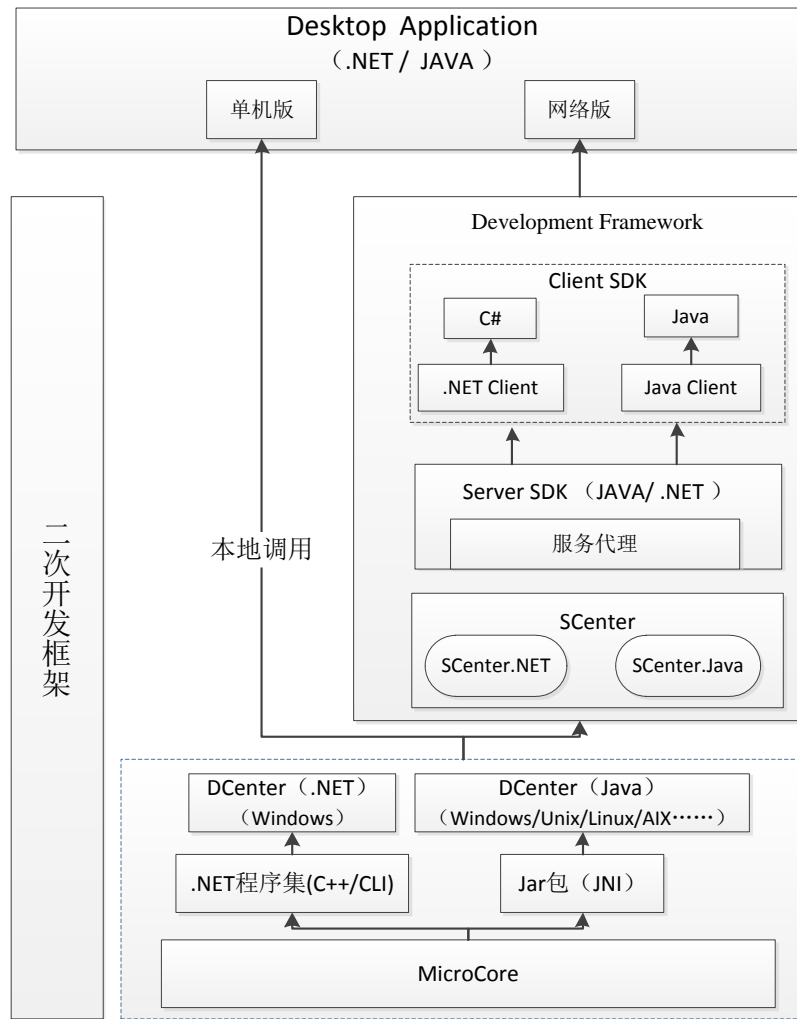 Desktop Application
（.NET / JAVA ）
单机版
网络版
二次开发框架
本地调用
Development Framework
Client SDK
C#
Java
.NET Client
Java Client
Server SDK （JAVA/ .NET ）
服务代理
SCenter
SCenter.NET
SCenter.Java
DCenter（.NET）
（Windows）
DCenter（Java）
（Windows/Unix/Linux/AIX……）
.NET程序集(C++/CLI)
Jar包（JNI）
MicroCore